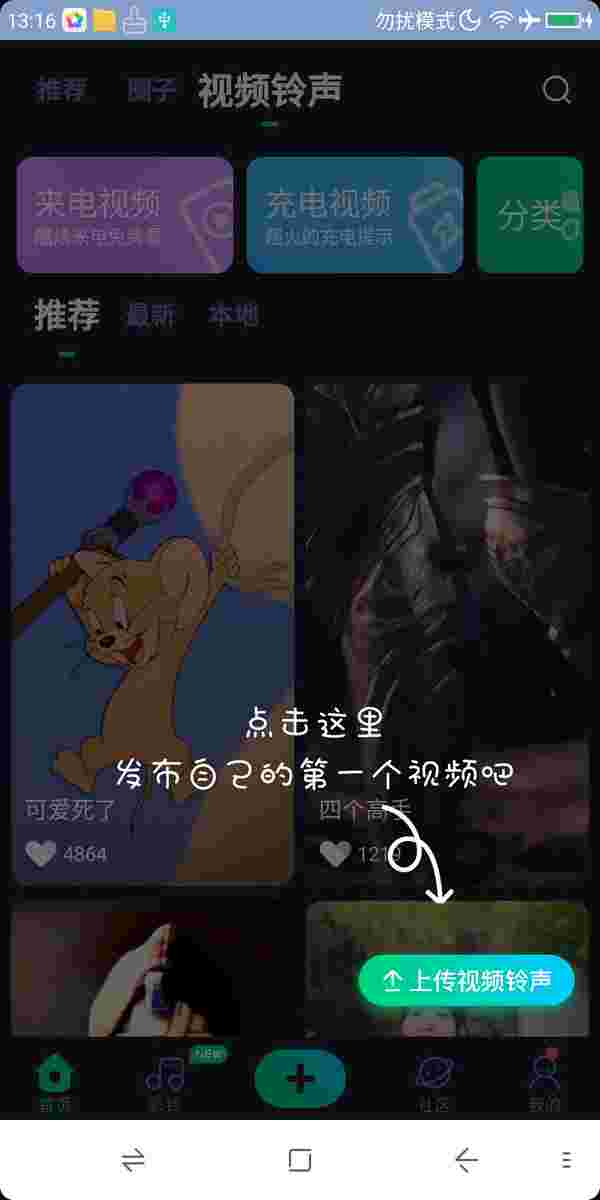 13:16 勿扰模式
推荐 圈子 视频铃声
来电视频 充电视频 分类
酷炫来电免费看 超火的充电提示
推荐 最新 本地
点击这里
发布自己的第一个视频吧
可爱死了 四个高手
4864 1219
上传视频铃声
NEW
首页 社区 我的